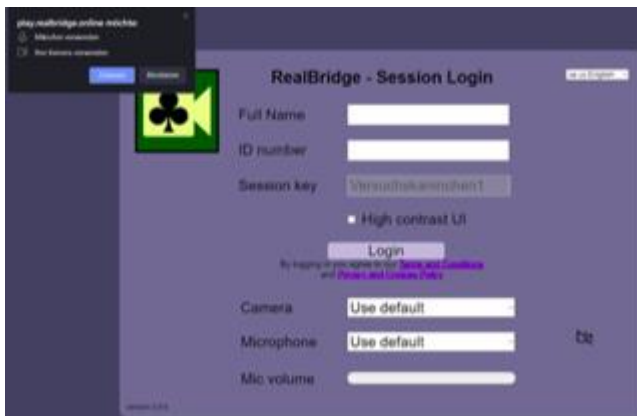 play.realbridge.online möchte
Mikrofon verwenden
Ihre Kamera verwenden
Zulassen
Blockieren
RealBridge - Session Login
English
Full Name
ID number
Session key
Versuchskaninchen1
High contrast UI
Login
By logging in you agree to our Terms and Conditions
and Privacy and Cookies Policy
Camera
Use default
Microphone
Use default
Mic volume